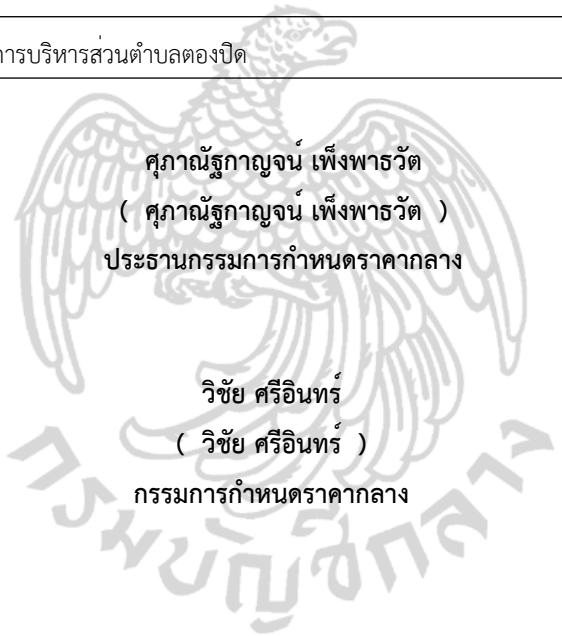 การบริหารส่วนตำบลตองปิด
ศุภาณัฐกาญจน์ เพ็งพาธวัต
( ศุภาณัฐกาญจน์ เพ็งพาธวัต )
ประธานกรรมการกำหนดราคากลาง
วิชัย ศรีอินทร์
( วิชัย ศรีอินทร์ )
กรรมการกำหนดราคากลาง
กรมบัญชีกลาง